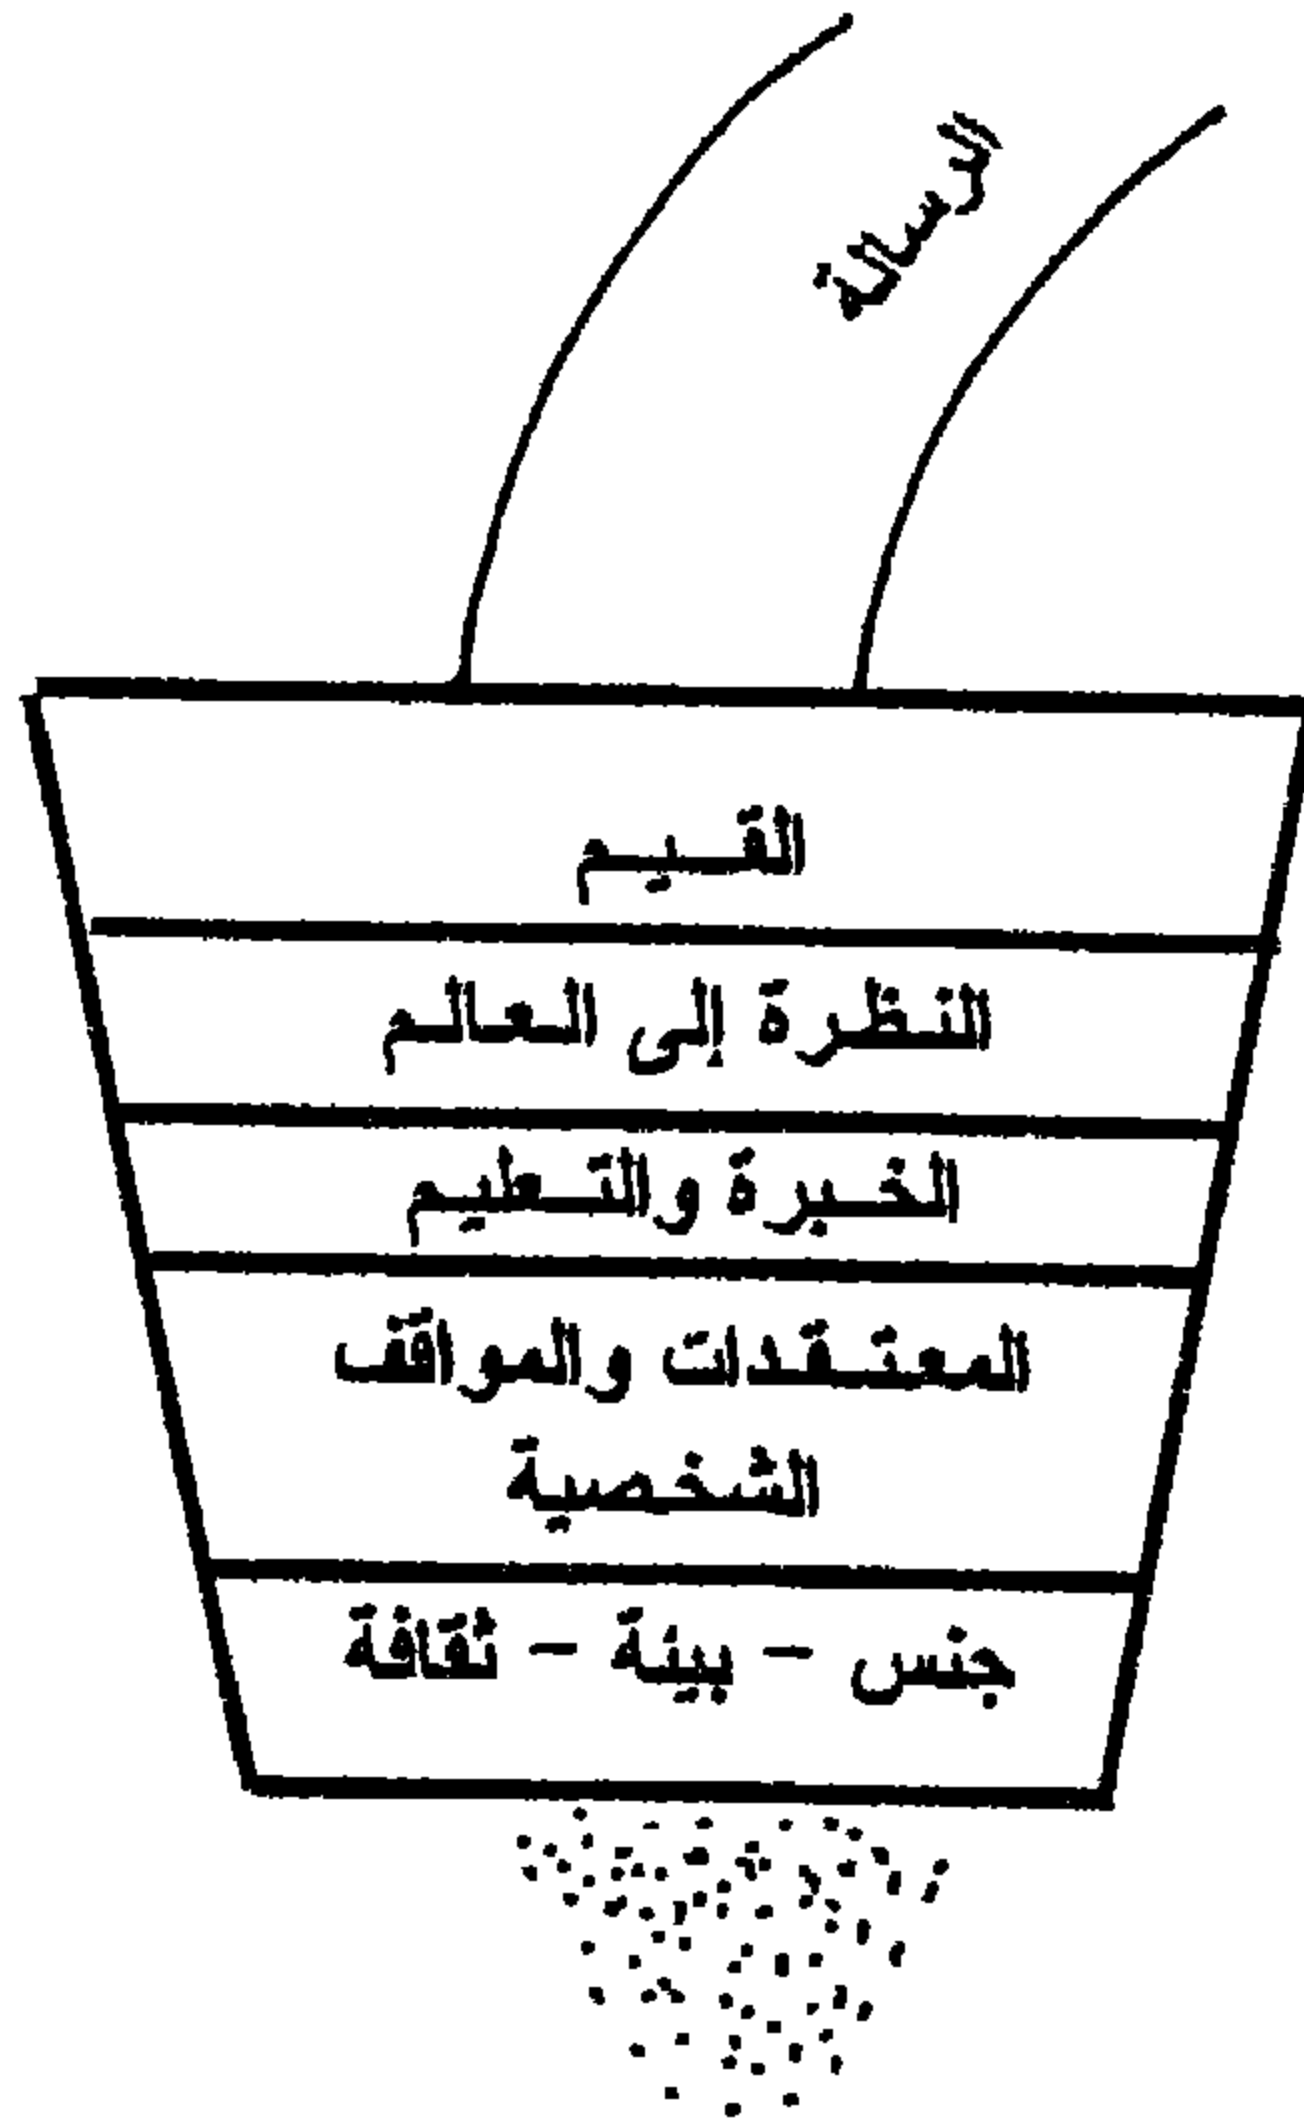 الرسالة
القيم
النظرة إلى العالم
الخبرة والتعليم
المعتقدات والمواقف
الشخصية
جنس - بيئة - ثقافة